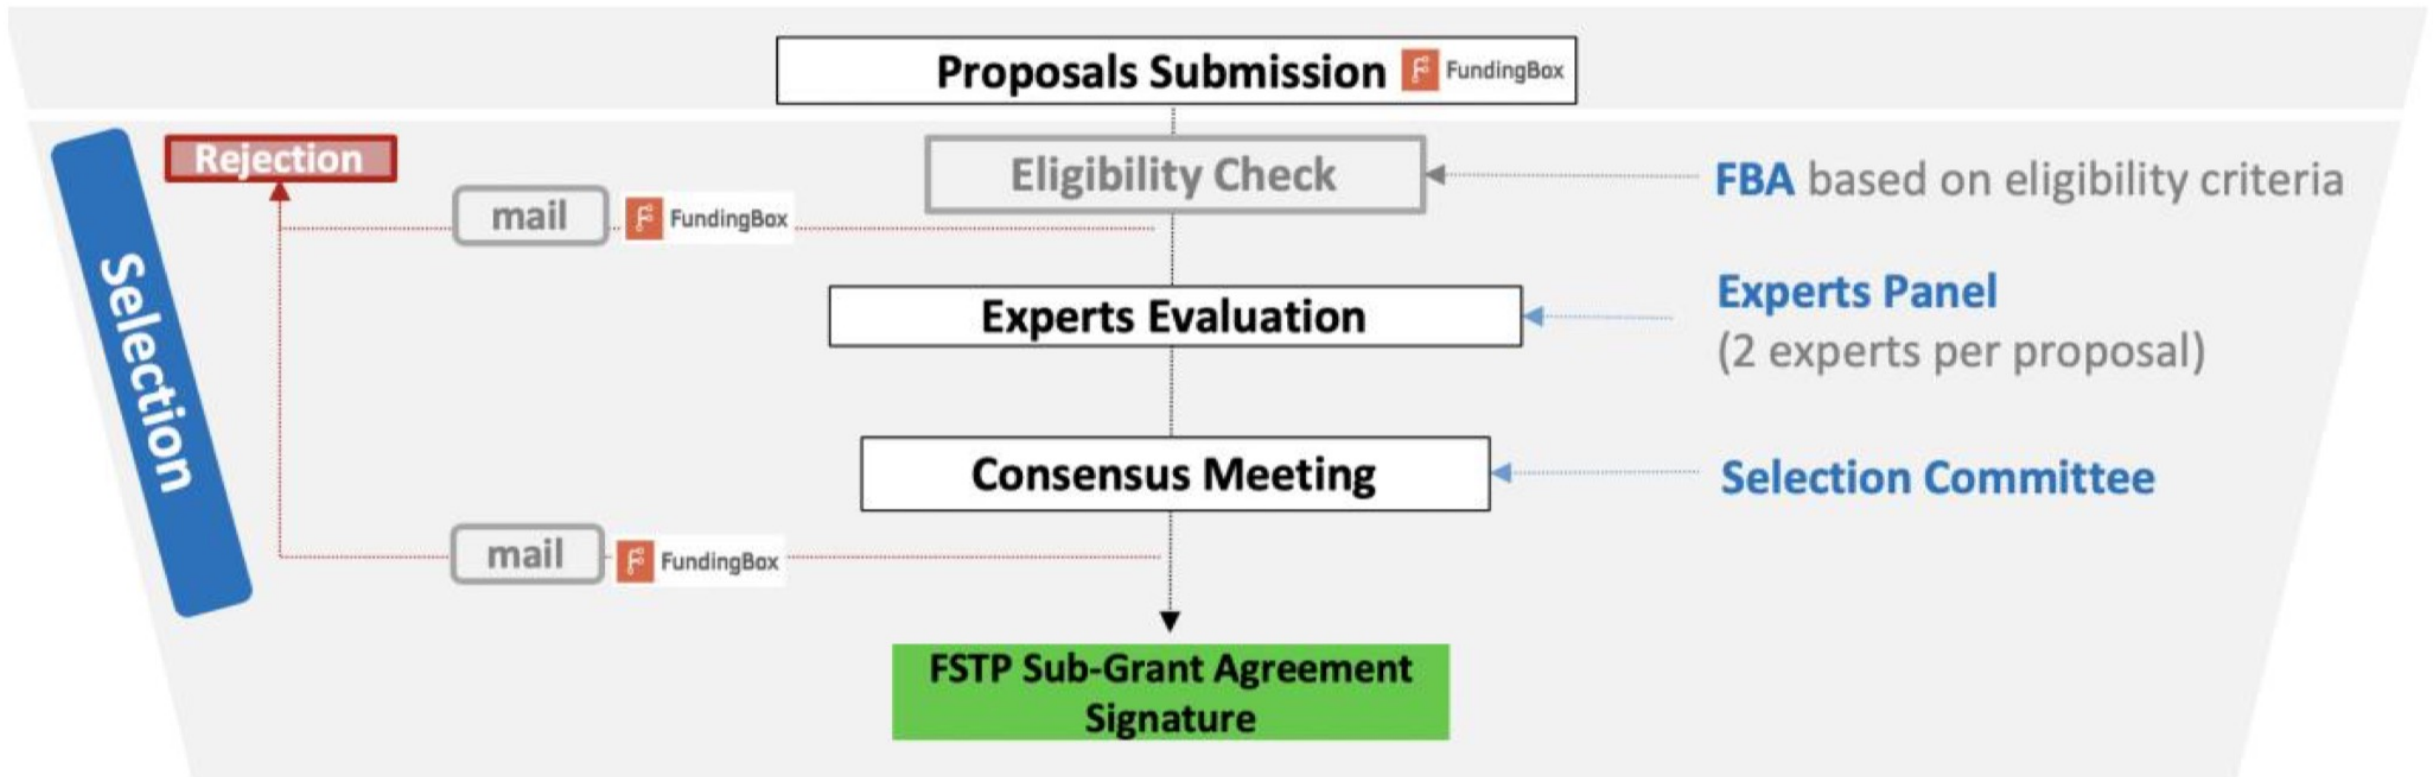 Proposals Submission FundingBox
Rejection
Eligibility Check
FBA based on eligibility criteria
mail FundingBox
Selection
Experts Evaluation
Experts Panel
(2 experts per proposal)
Consensus Meeting
Selection Committee
mail FundingBox
FSTP Sub-Grant Agreement
Signature